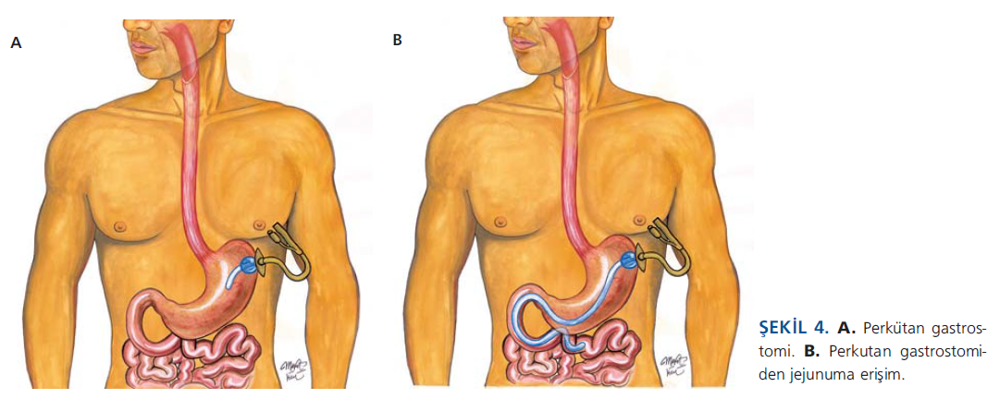 A
B
ŞEKİL 4. A. Perkütan gastros-
tomi. B. Perkutan gastrostomi-
den jejunuma erişim.